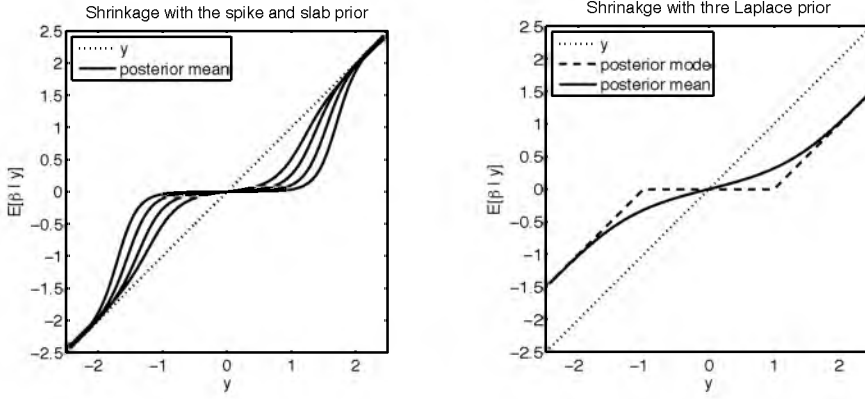 Shrinkage with the spike and slab prior
2.5
2
1.5
1
0.5
0
−0.5
−1
−1.5
−2
−2.5
E[β | y]
y
posterior mean
−2
−1
0
1
2
y
Shrinakge with thre Laplace prior
2.5
2
1.5
1
0.5
0
−0.5
−1
−1.5
−2
−2.5
E[β | y]
y
posterior mode
posterior mean
−2
−1
0
1
2
y